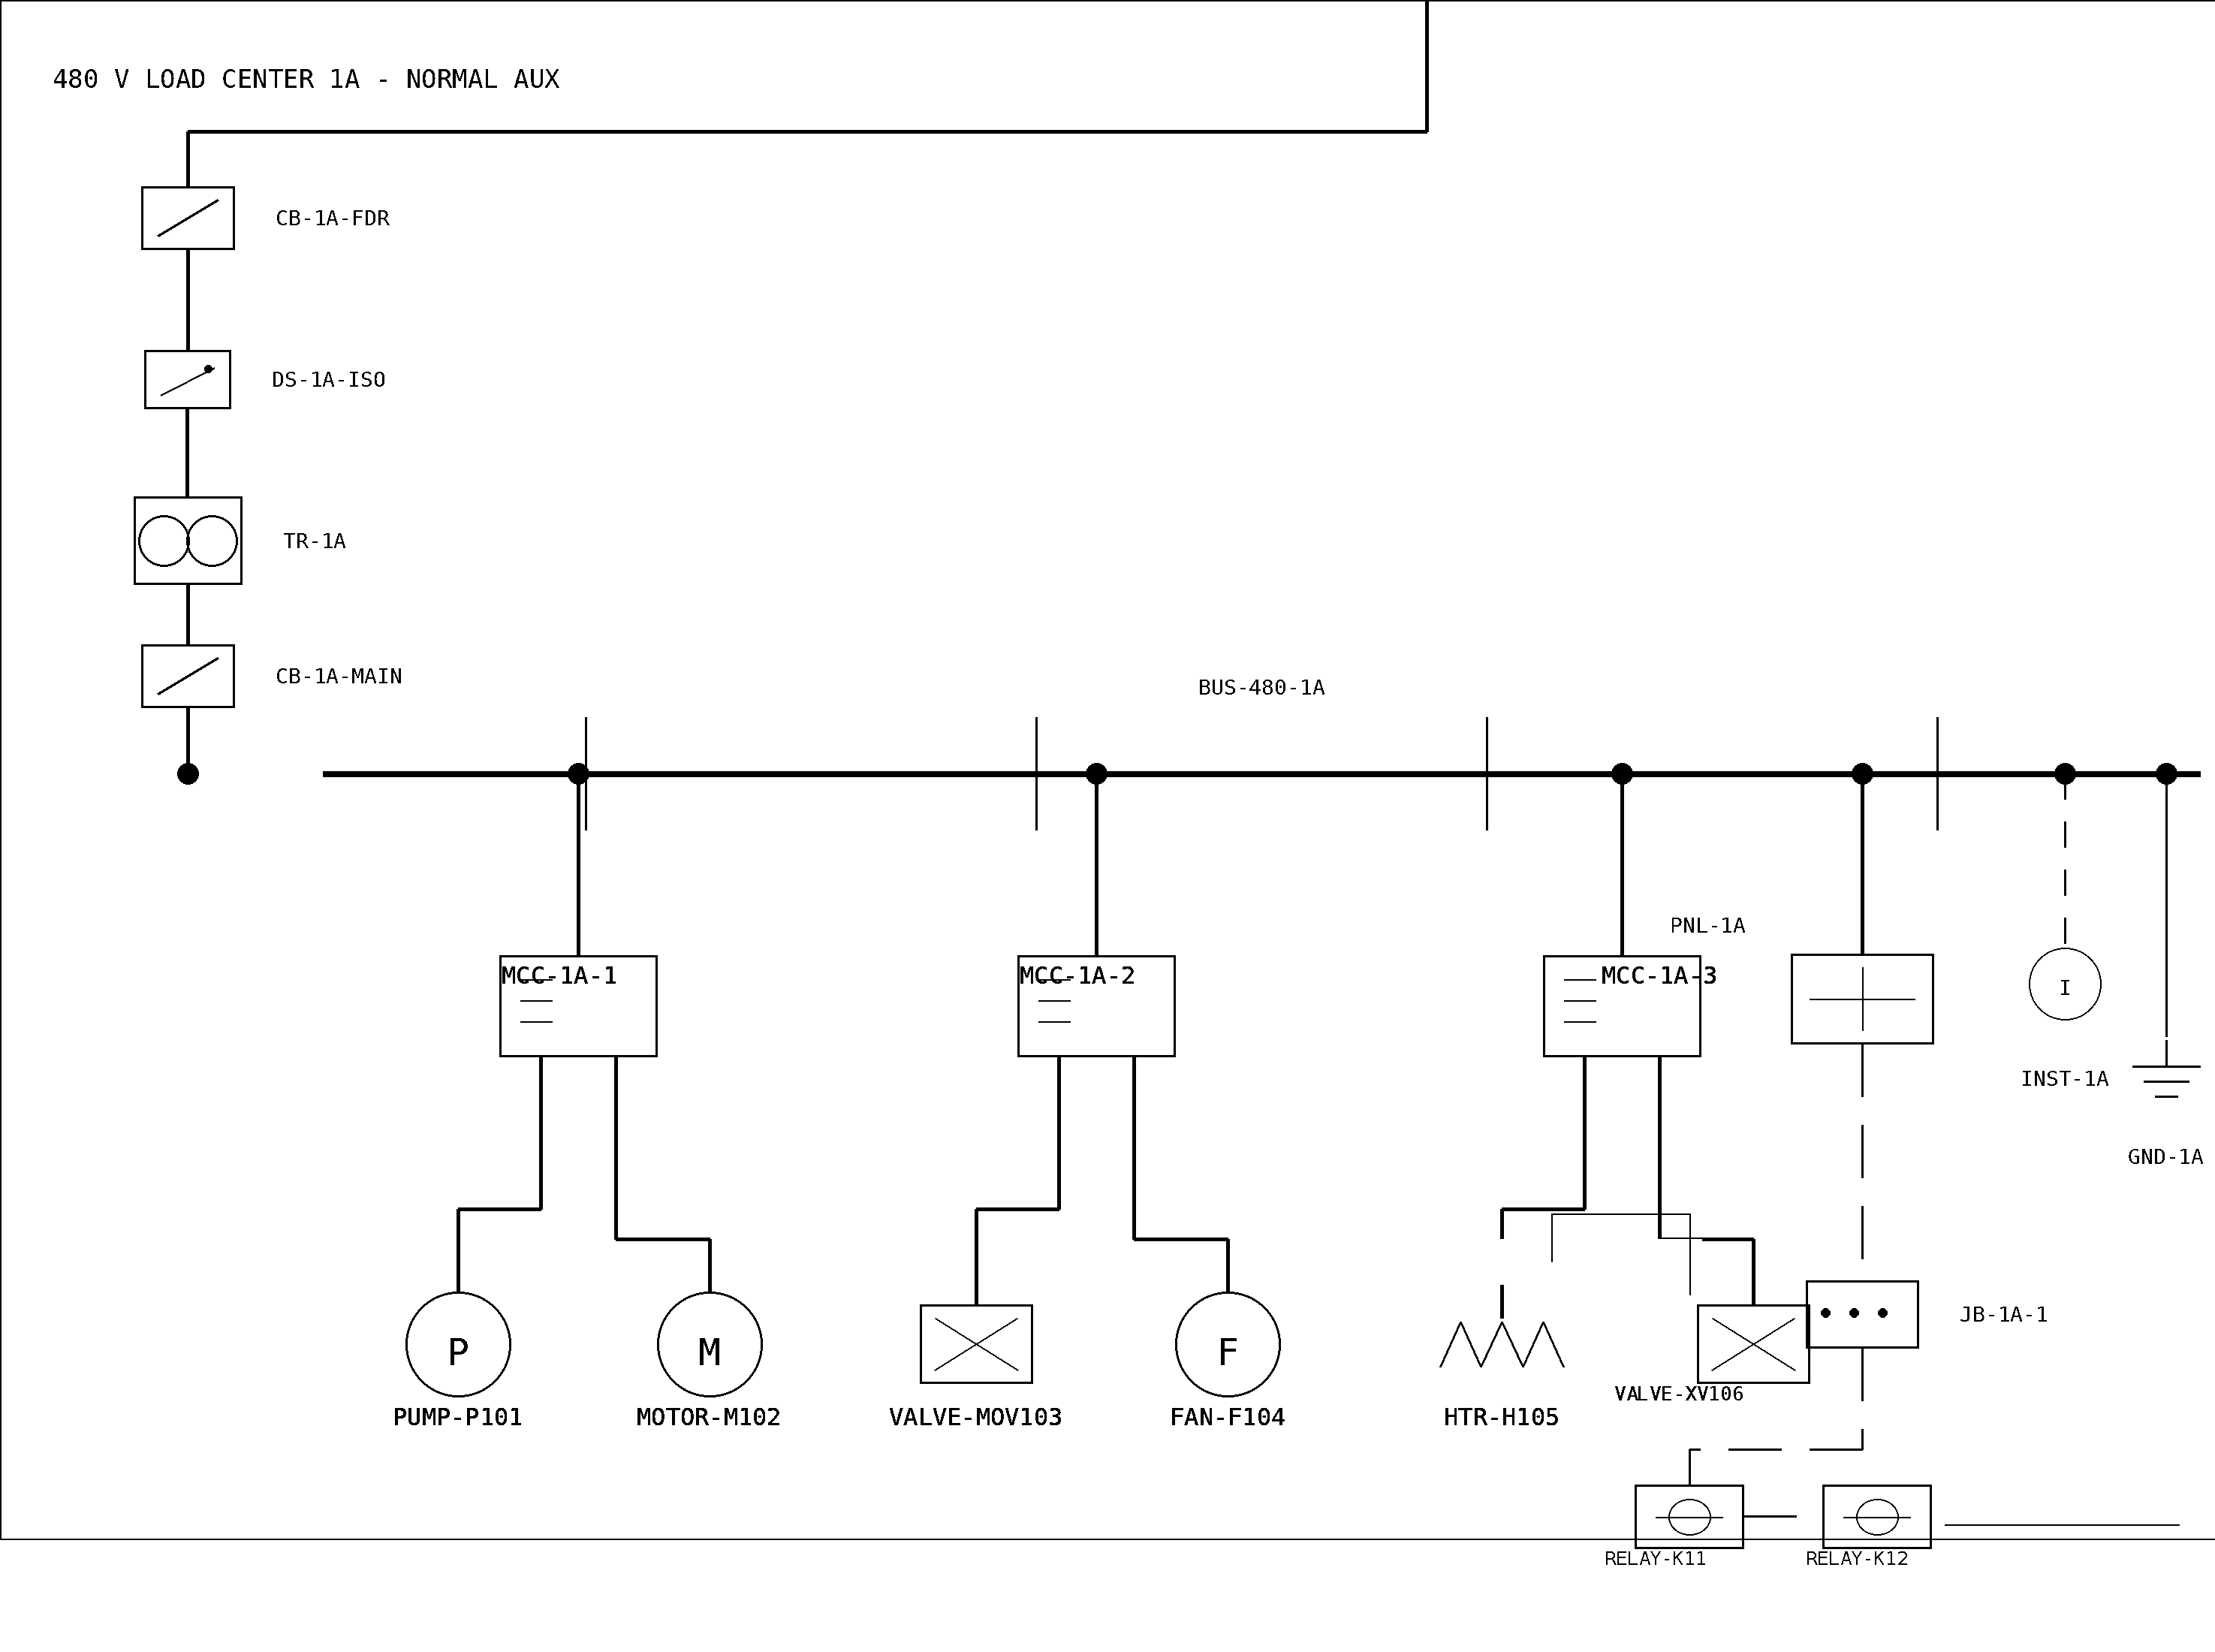 480 V LOAD CENTER 1A - NORMAL AUX
CB-1A-FDR
DS-1A-ISO
TR-1A
CB-1A-MAIN
BUS-480-1A
PNL-1A
MCC-1A-1
MCC-1A-2
MCC-1A-3
I
INST-1A
GND-1A
JB-1A-1
P
M
F
PUMP-P101
MOTOR-M102
VALVE-MOV103
FAN-F104
HTR-H105
VALVE-XV106
RELAY-K11
RELAY-K12